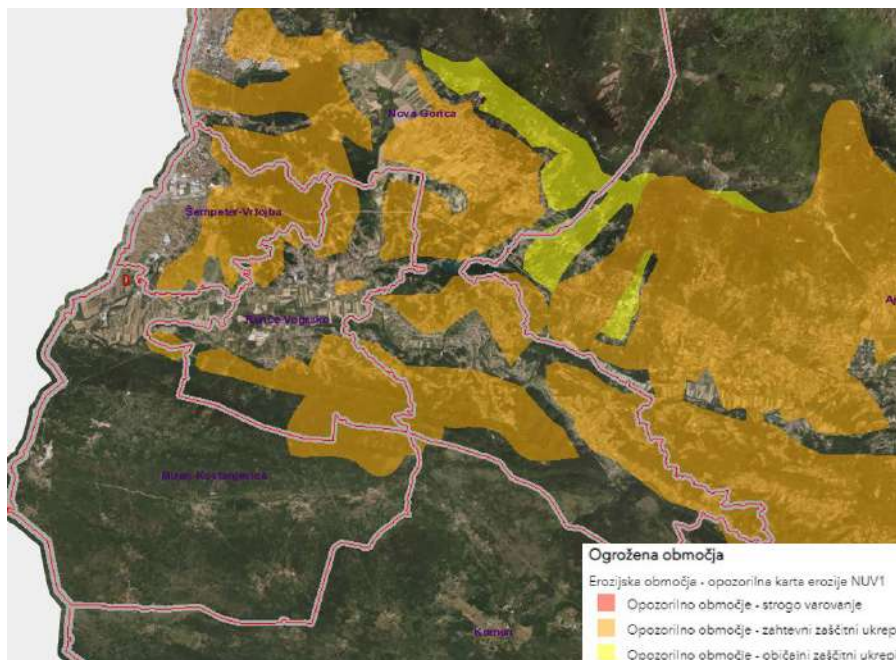 Nova Gorica
Šempeter-Vrtojba
Renče-Vogrsko
Miren-Kostanjevica
Komen
Ogrožena območja
Erozijska območja - opozorilna karta erozije NUV1
Opozorilno območje - strogo varovanje
Opozorilno območje - zahtevni zaščitni ukrep
Opozorilno območje - običajni zaščitni ukrep